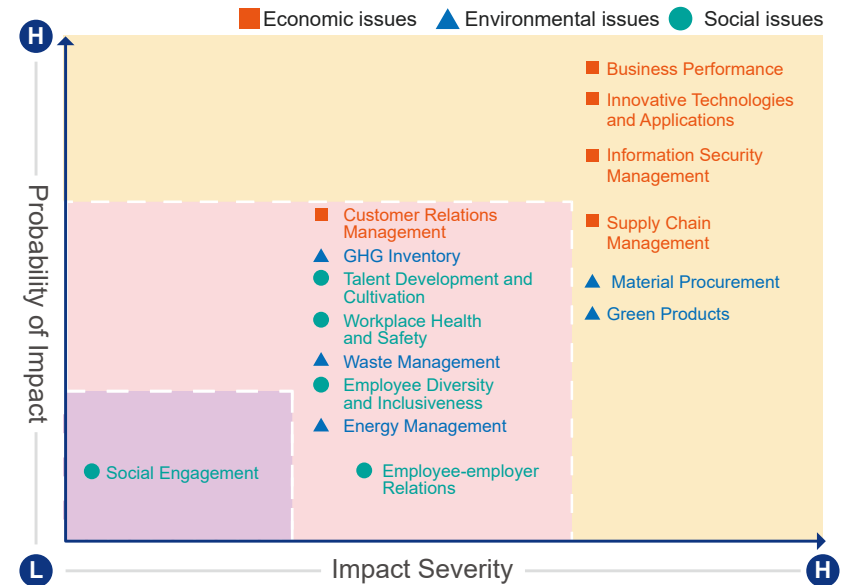 Economic issues
Environmental issues
Social issues
H
Business Performance
Innovative Technologies
and Applications
Information Security
Management
Probability of Impact
Customer Relations
Management
Supply Chain
Management
GHG Inventory
Talent Development and
Cultivation
Material Procurement
Workplace Health
and Safety
Green Products
Waste Management
Employee Diversity
and Inclusiveness
Energy Management
Social Engagement
Employee-employer
Relations
L
Impact Severity
H